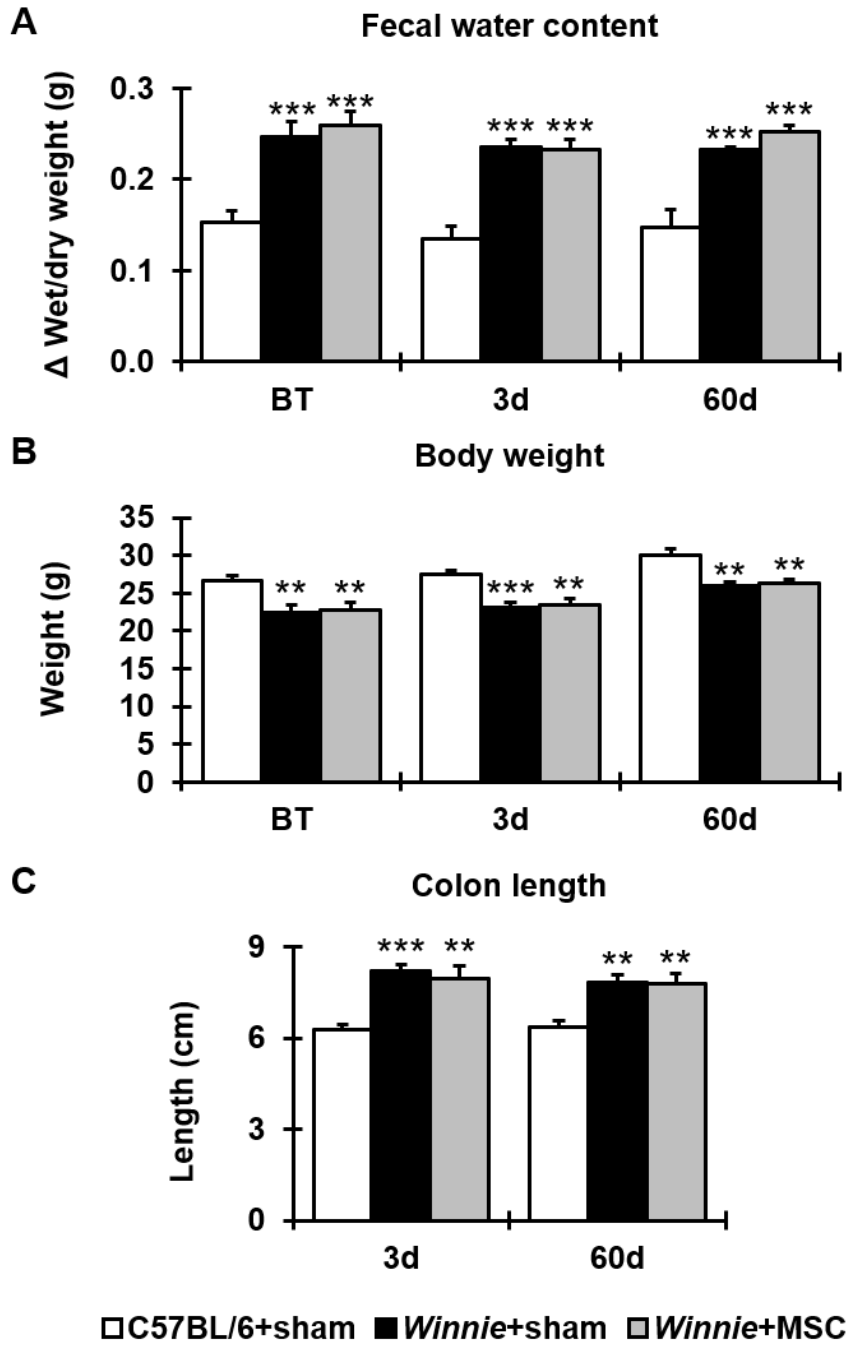 A
Fecal water content
Δ Wet/dry weight (g)
0.3
0.2
0.1
0.0
*** ***
*** ***
*** ***
BT 3d 60d
B
Body weight
Weight (g)
35
30
25
20
15
10
5
0
** **
*** **
** **
BT 3d 60d
C
Colon length
Length (cm)
9
6
3
0
*** **
** **
3d 60d
C57BL/6+sham Winnie+sham Winnie+MSC